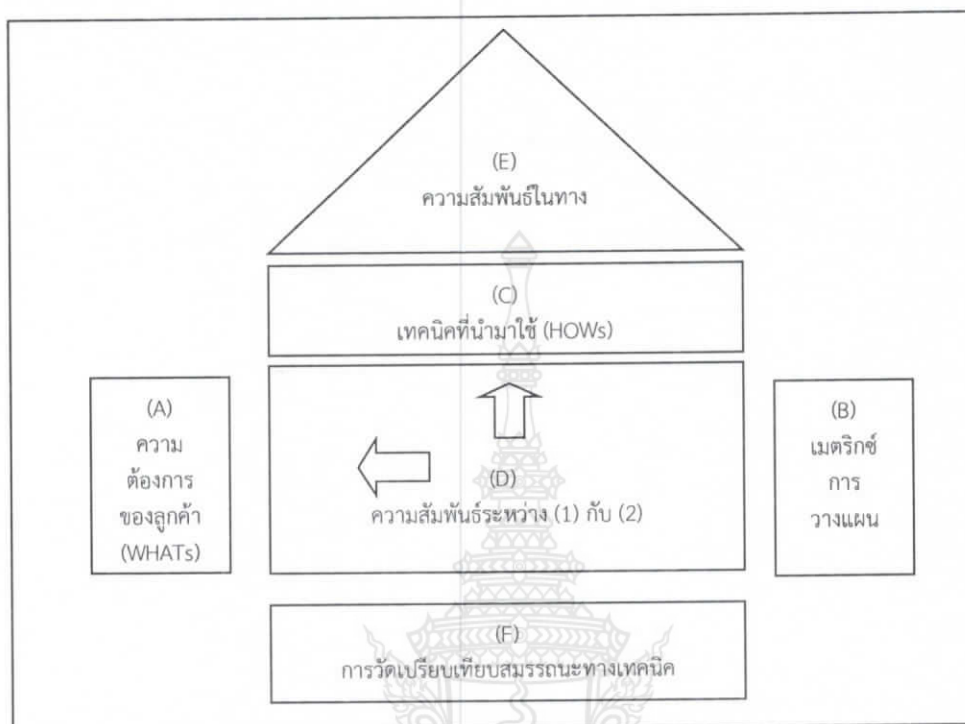 (E)
ความสัมพันธ์ในทาง
(C)
เทคนิคที่นำมาใช้ (HOWs)
(A)
ความ
ต้องการ
ของลูกค้า
(WHATs)
(D)
ความสัมพันธ์ระหว่าง (1) กับ (2)
(B)
เมตริกซ์
การ
วางแผน
(F)
การวัดเปรียบเทียบสมรรถนะทางเทคนิค